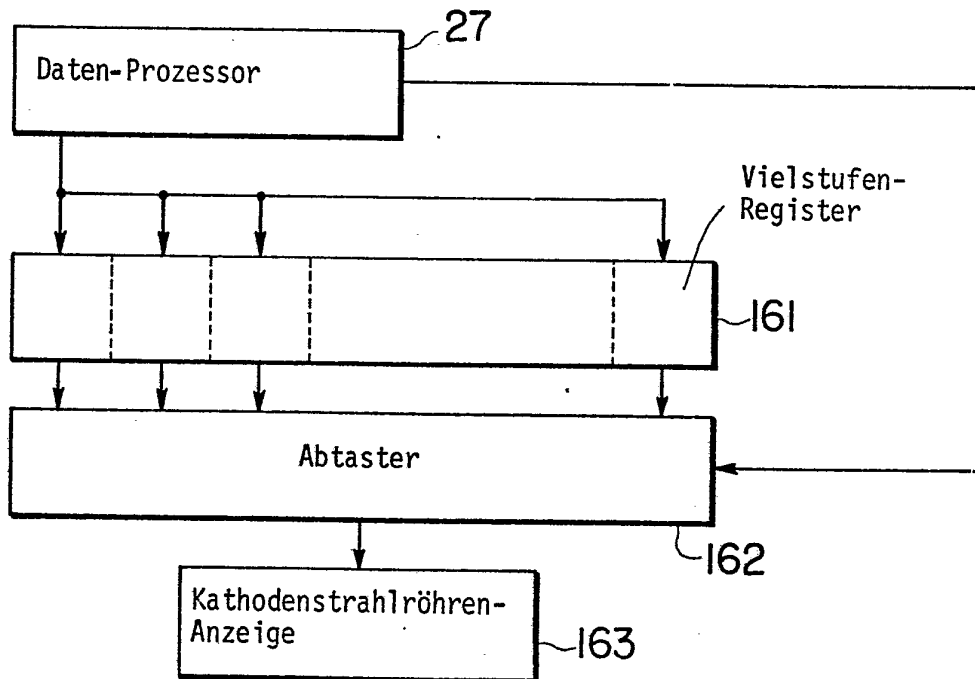 27
Daten-Prozessor
Vielstufen-
Register
161
Abtaster
162
Kathodenstrahlröhren-
Anzeige
163